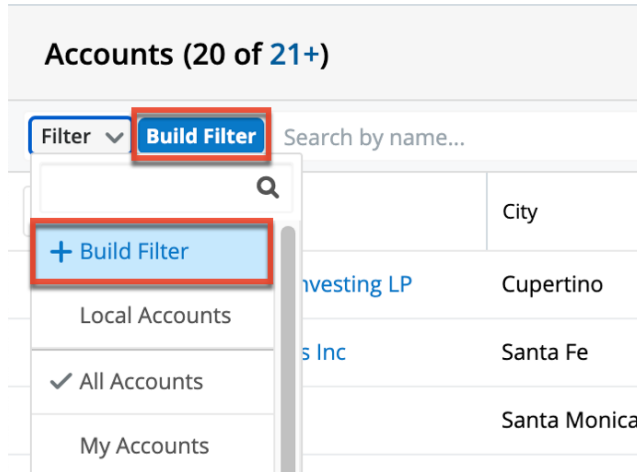 Accounts (20 of 21+)
Filter Build Filter Search by name...
City
+ Build Filter
nvesting LP Cupertino
Local Accounts
s Inc Santa Fe
✓ All Accounts
Santa Monica
My Accounts